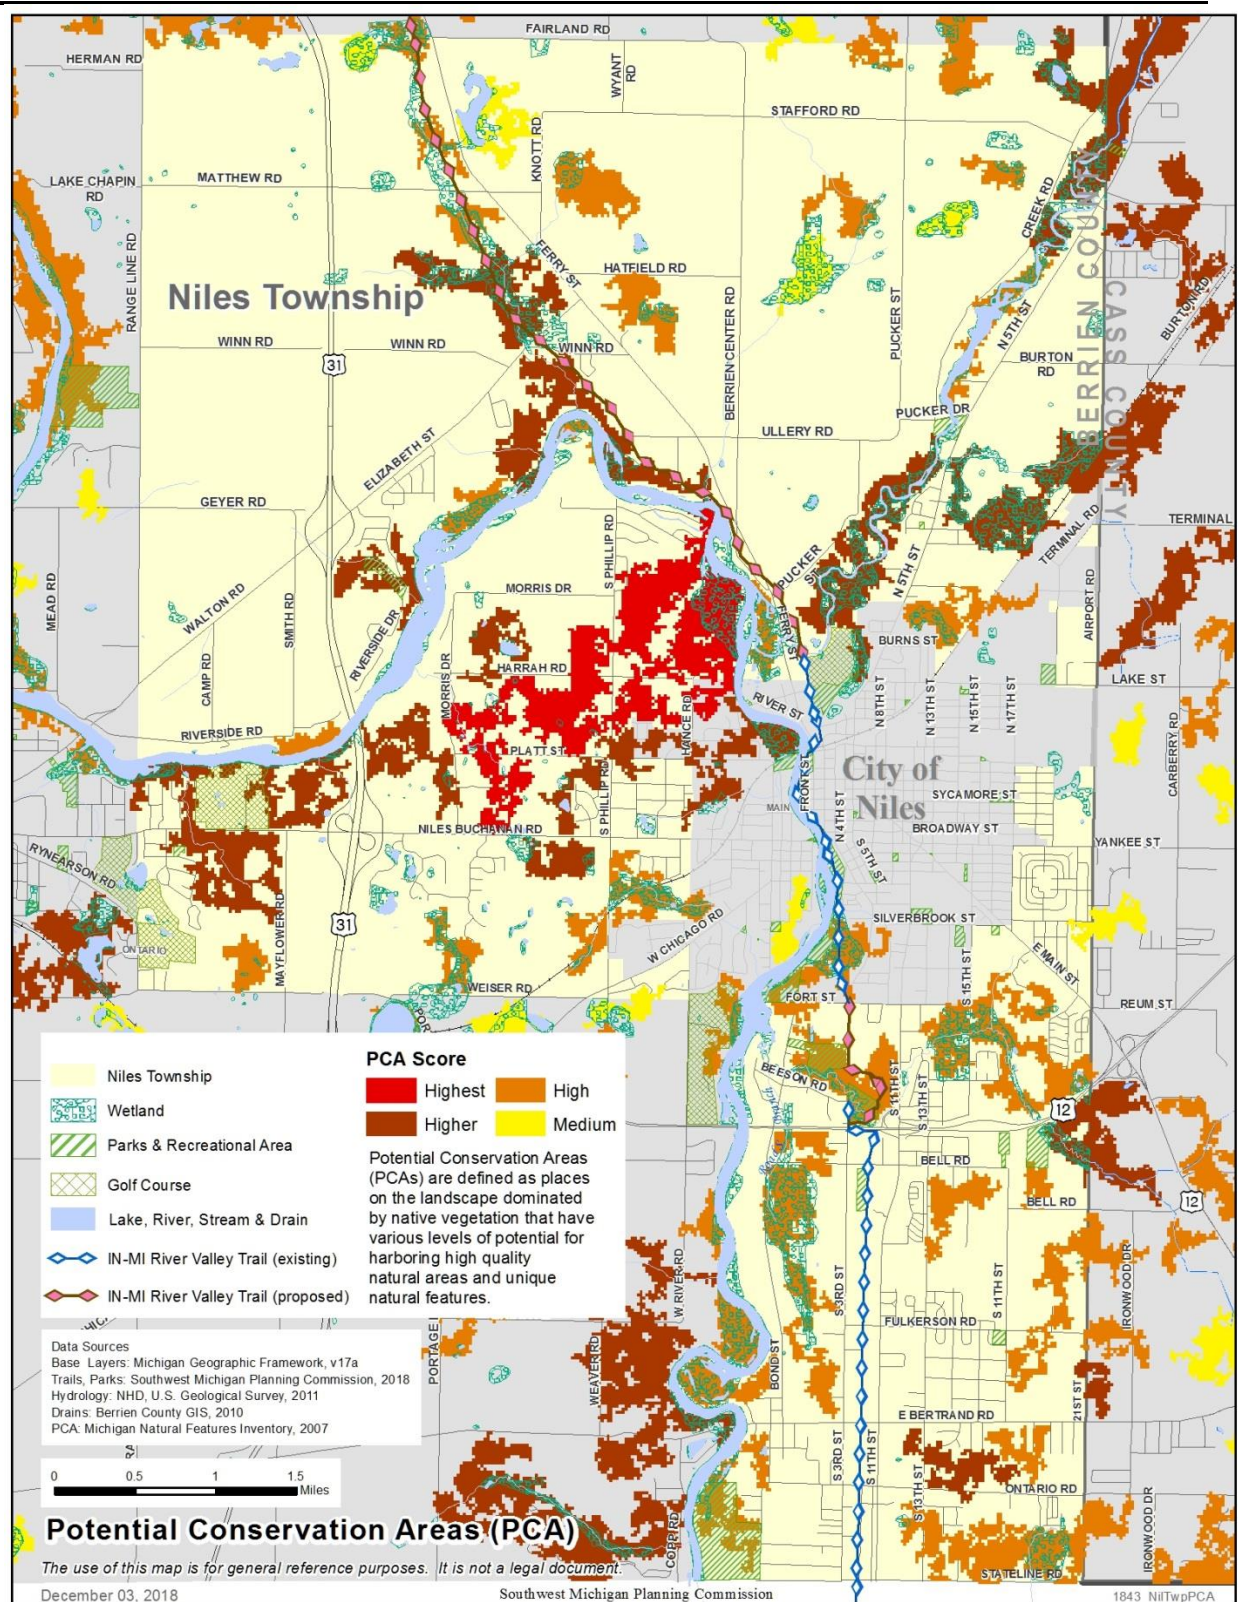 FAIRLAND RD
HERMAN RD
WYANT
RD
STAFFORD RD
KNOTT RD
LAKE CHAPIN
RD
MATTHEW RD
CREEK RD
BERRIEN COUNTY
CASS COUNTY
RANGE LINE RD
FERRY ST
HATFIELD RD
Niles Township
BERRIEN CENTER RD
PUCKER ST
N 5TH ST
BURTON RD
WINN RD
WINN RD
WINN RD
31
BURTON
RD
PUCKER DR
ULLERY RD
ELIZABETH ST
GEYER RD
S PHILLIP RD
TERMINAL RD
TERMINAL
PUCKER
ST
N 5TH ST
MEAD RD
WALTON RD
SMITH RD
RIVERSIDE DR
MORRIS DR
FERRY ST
AIRPORT RD
BURNS ST
CAMP RD
MORRIS DR
HARRAH RD
LAKE ST
HANCE RD
RIVER ST
N 8TH ST
N 13TH ST
N 15TH ST
N 17TH ST
CARBERRY RD
RIVERSIDE RD
PLATT ST
City of
Niles
FRONT ST
S PHILLIP RD
MAIN
N 4TH ST
SYCAMORE ST
NILES BUCHANAN RD
BROADWAY ST
YANKEE ST
RYNEARSON RD
S 5TH ST
MAYFLOWER RD
31
W CHICAGO RD
SILVERBROOK ST
ONTARIO
E MAIN ST
S 15TH ST
WEISER RD
FORT ST
REUM ST
BEESON RD
S 11TH ST
S 13TH ST
12
BELL RD
BELL RD
12
W RIVER RD
S 3RD ST
S 11TH ST
IRONWOOD DR
FULKERSON RD
PORTAGE
WEAVER RD
BOND ST
21ST ST
E BERTRAND RD
S 3RD ST
S 11TH ST
S 13TH ST
ONTARIO RD
COPP RD
IRONWOOD DR
STATELINE RD
Niles Township
Wetland
Parks & Recreational Area
Golf Course
Lake, River, Stream & Drain
IN-MI River Valley Trail (existing)
IN-MI River Valley Trail (proposed)
PCA Score
Highest
High
Higher
Medium
Potential Conservation Areas
(PCAs) are defined as places
on the landscape dominated
by native vegetation that have
various levels of potential for
harboring high quality
natural areas and unique
natural features.
Data Sources
Base Layers: Michigan Geographic Framework, v17a
Trails, Parks: Southwest Michigan Planning Commission, 2018
Hydrology: NHD, U.S. Geological Survey, 2011
Drains: Berrien County GIS, 2010
PCA: Michigan Natural Features Inventory, 2007
0 0.5 1 1.5
Miles
Potential Conservation Areas (PCA)
The use of this map is for general reference purposes. It is not a legal document.
December 03, 2018
Southwest Michigan Planning Commission
1843_NilTwpPCA